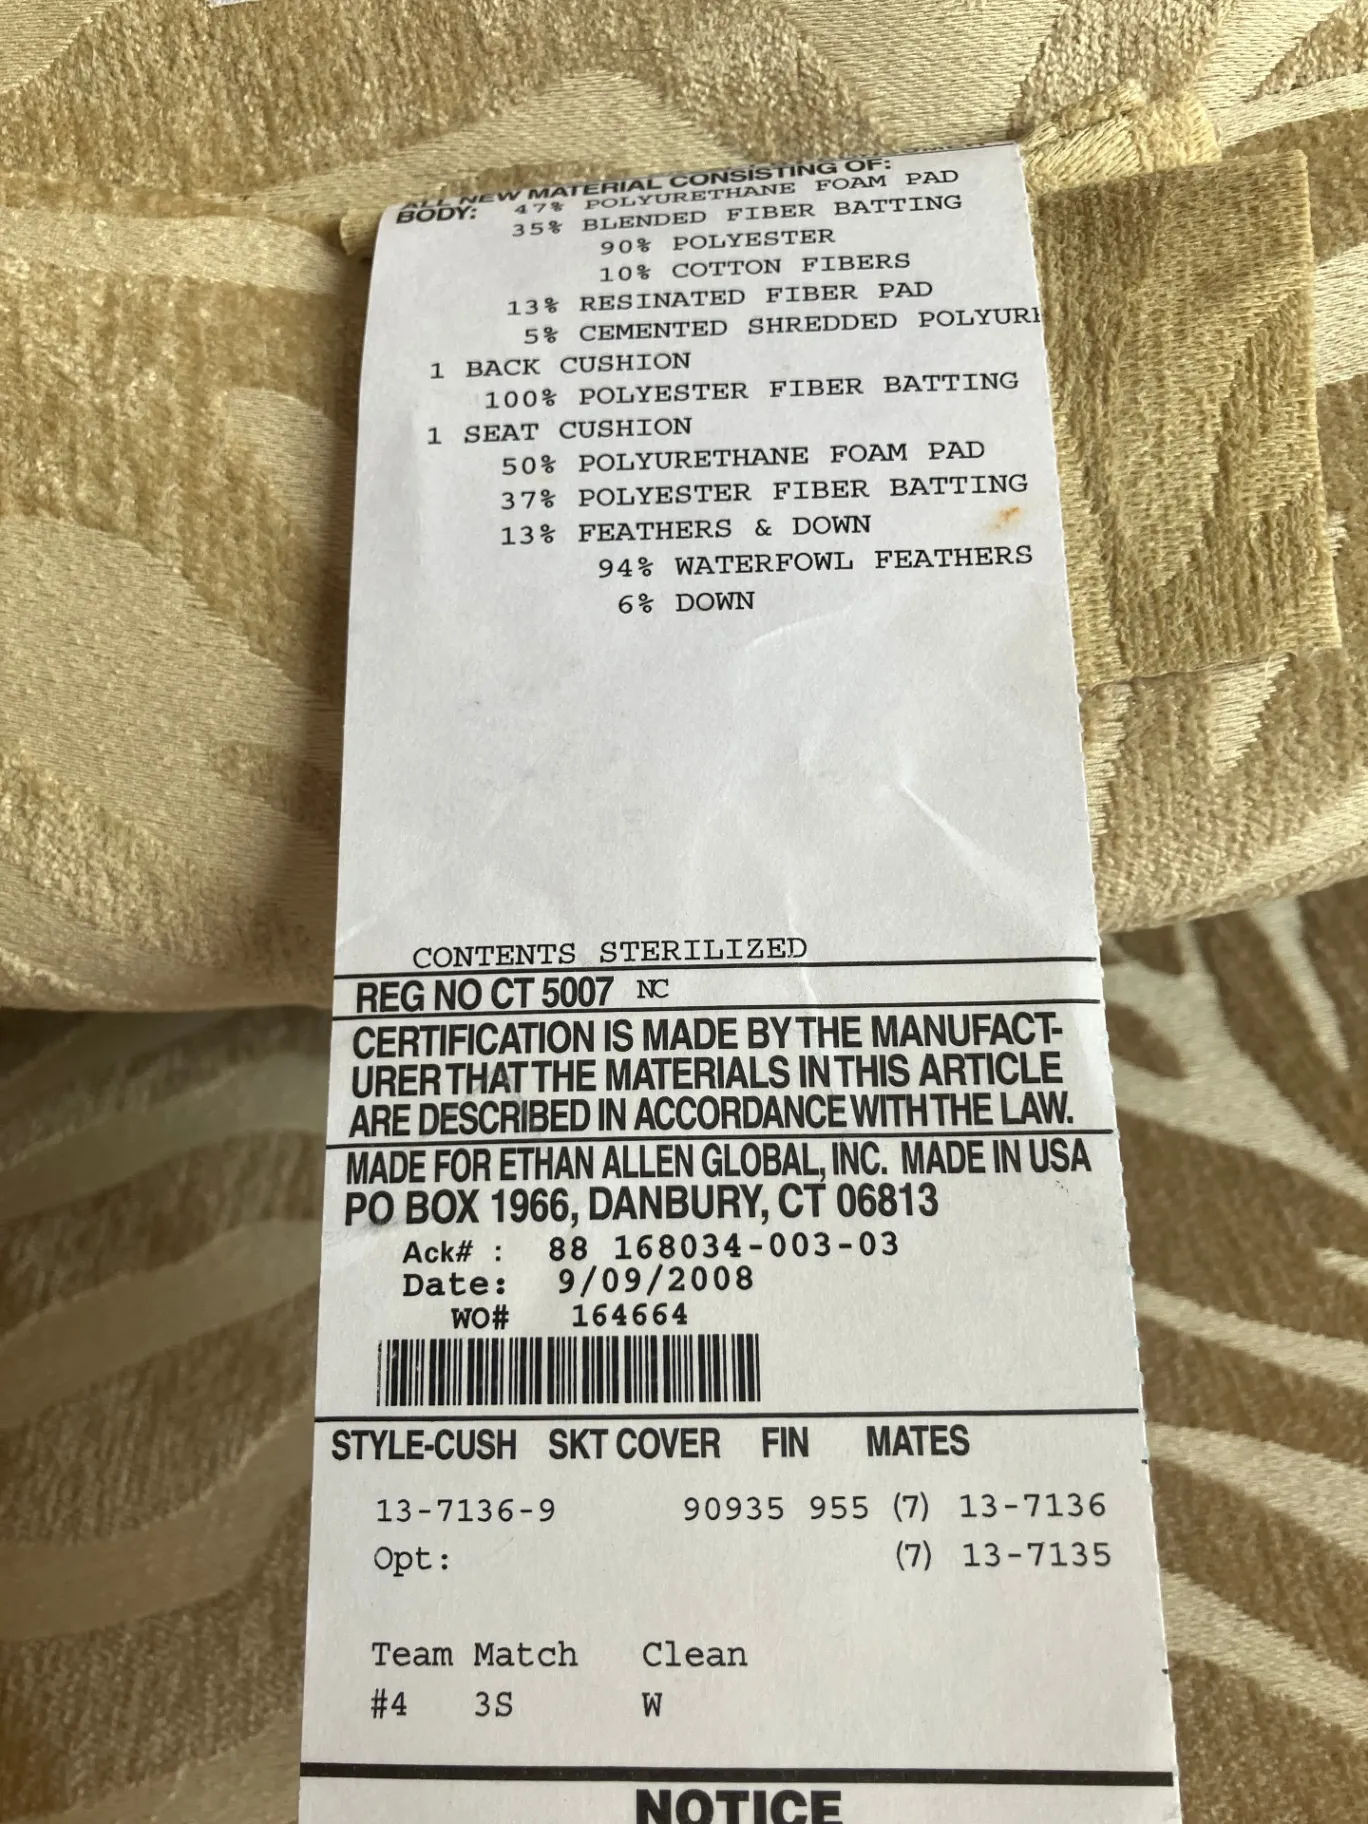 ALL NEW MATERIAL CONSISTING OF:
BODY: 47% POLYURETHANE FOAM PAD
35% BLENDED FIBER BATTING
90% POLYESTER
10% COTTON FIBERS
13% RESINATED FIBER PAD
5% CEMENTED SHREDDED POLYUR
1 BACK CUSHION
100% POLYESTER FIBER BATTING
1 SEAT CUSHION
50% POLYURETHANE FOAM PAD
37% POLYESTER FIBER BATTING
13% FEATHERS & DOWN
94% WATERFOWL FEATHERS
6% DOWN
CONTENTS STERILIZED
REG NO CT 5007 NC
CERTIFICATION IS MADE BY THE MANUFACT-
URER THAT THE MATERIALS IN THIS ARTICLE
ARE DESCRIBED IN ACCORDANCE WITH THE LAW.
MADE FOR ETHAN ALLEN GLOBAL, INC. MADE IN USA
PO BOX 1966, DANBURY, CT 06813
Ack# : 88 168034-003-03
Date: 9/09/2008
WO# 164664
STYLE-CUSH SKT COVER FIN MATES
13-7136-9 90935 955 (7) 13-7136
Opt: (7) 13-7135
Team Match Clean
#4 3S W
NOTICE